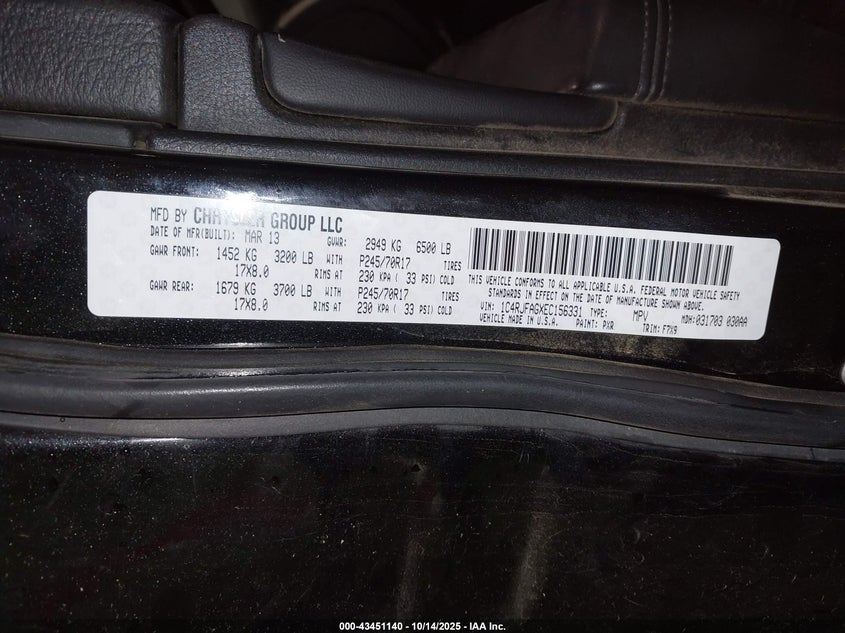 MFD BY CHRYSLER GROUP LLC
DATE OF MFR(BUILT): MAR 13 GVWR: 2949 KG 6500 LB
GAWR FRONT: 1452 KG 3200 LB WITH P245/70R17 TIRES
17X8.0 RIMS AT 230 KPA ( 33 PSI) COLD
GAWR REAR: 1679 KG 3700 LB WITH P245/70R17 TIRES
17X8.0 RIMS AT 230 KPA ( 33 PSI) COLD
THIS VEHICLE CONFORMS TO ALL APPLICABLE U.S.A. FEDERAL MOTOR VEHICLE SAFETY
STANDARDS IN EFFECT ON THE DATE OF MANUFACTURE SHOWN ABOVE
VIN: 1C4RJFAGXEC156331 TYPE: MPV MDH: 031703 030AA
VEHICLE MADE IN U.S.A. PAINT: PXR TRIM: F7X9
000-43451140 - 10/14/2025 - IAA Inc.